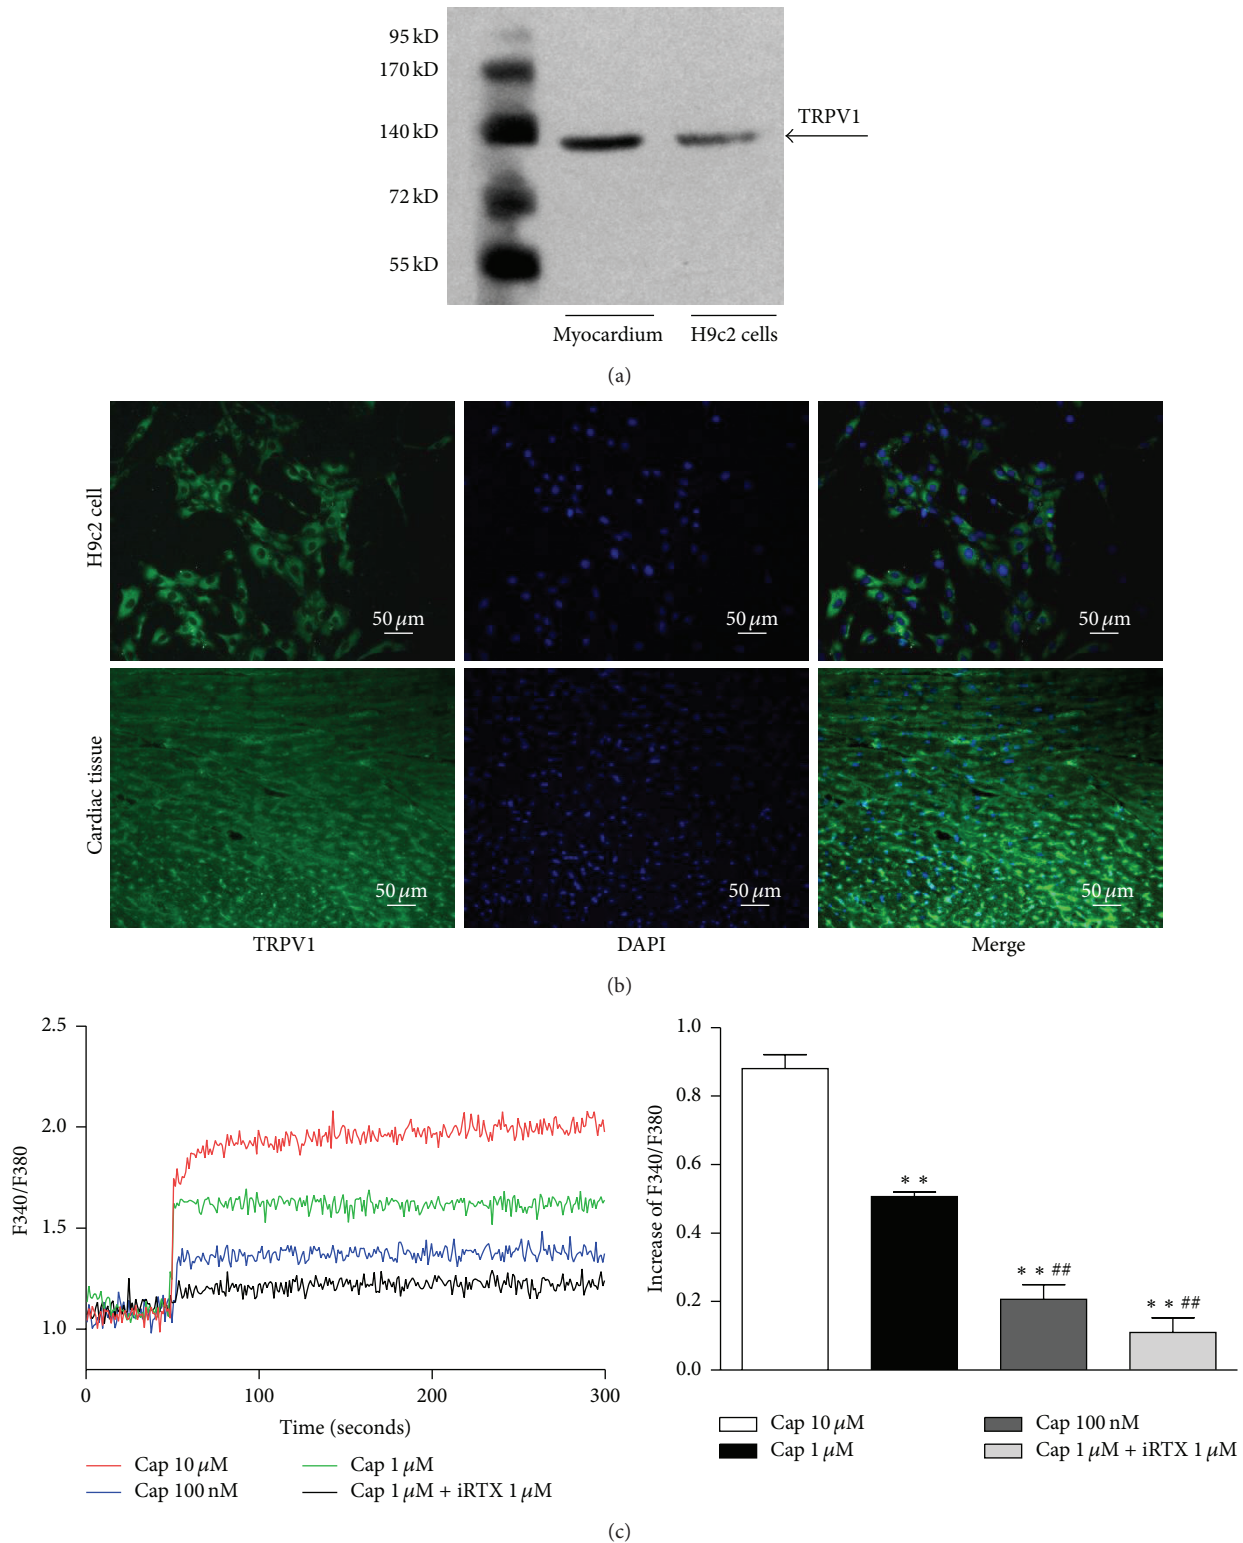 95 kD
170 kD
140 kD
72 kD
55 kD
TRPV1
Myocardium
H9c2 cells
(a)
H9c2 cell
50 μm
50 μm
50 μm
Cardiac tissue
50 μm
50 μm
50 μm
TRPV1
DAPI
Merge
(b)
2.5
2.0
1.5
1.0
F340/F380
0
100
200
300
Time (seconds)
Cap 10 μM
Cap 1 μM
Cap 100 nM
Cap 1 μM + iRTX 1 μM
1.0
0.8
0.6
0.4
0.2
0.0
Increase of F340/F380
∗∗
∗∗ ##
∗∗ ##
Cap 10 μM
Cap 100 nM
Cap 1 μM
Cap 1 μM + iRTX 1 μM
(c)